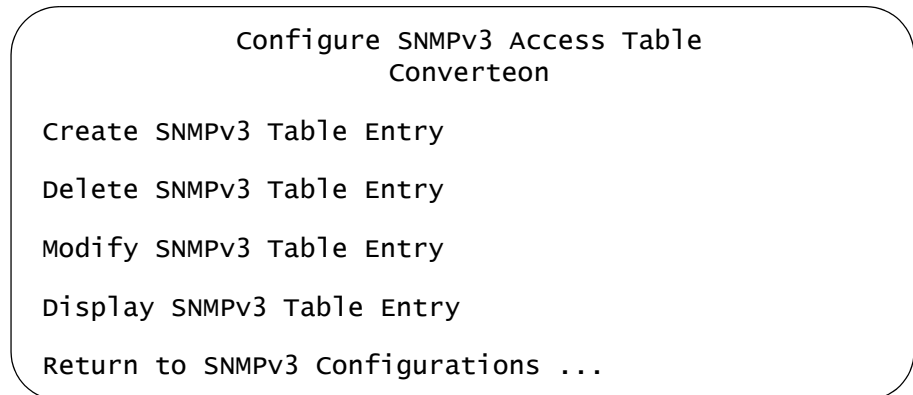 Configure SNMPv3 Access Table
Converteon
Create SNMPv3 Table Entry
Delete SNMPv3 Table Entry
Modify SNMPv3 Table Entry
Display SNMPv3 Table Entry
Return to SNMPv3 Configurations ...